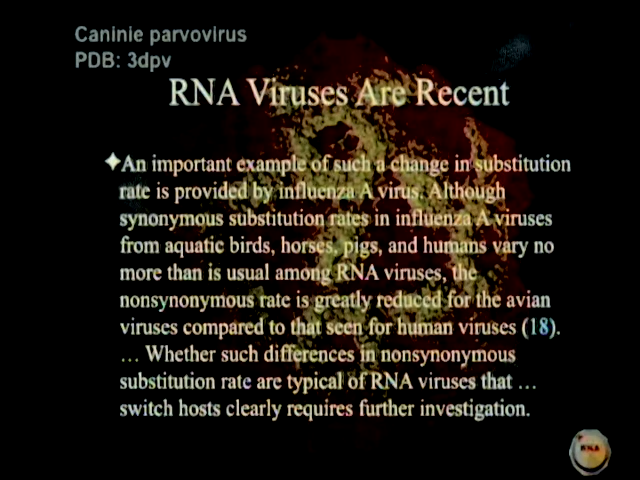 Caninie parvovirus
PDB: 3dpv
RNA Viruses Are Recent
✦An important example of such a change in substitution
rate is provided by influenza A virus. Although
synonymous substitution rates in influenza A viruses
from aquatic birds, horses, pigs, and humans vary no
more than is usual among RNA viruses, the
nonsynonymous rate is greatly reduced for the avian
viruses compared to that seen for human viruses (18).
… Whether such differences in nonsynonymous
substitution rate are typical of RNA viruses that …
switch hosts clearly requires further investigation.
RNA